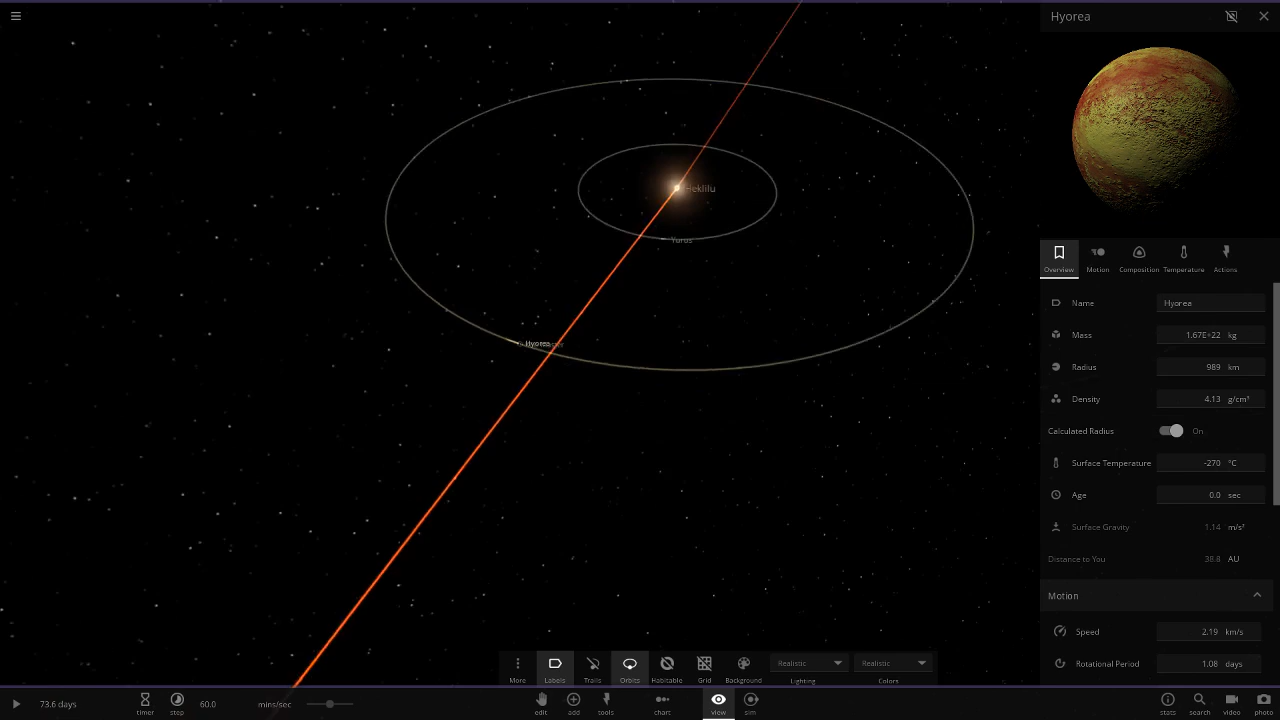 Hyorea
Heklilu
Yurus
Hyorea
Overview
Motion
Composition
Temperature
Actions
Name Hyorea
Mass 1.67E+22 kg
Radius 989 km
Density 4.13 g/cm³
Calculated Radius On
Surface Temperature -270 °C
Age 0.0 sec
Surface Gravity 1.14 m/s²
Distance to You 38.8 AU
Motion
Speed 2.19 km/s
Rotational Period 1.08 days
More
Labels
Trails
Orbits
Habitable
Grid
Background
Realistic
Lighting
Realistic
Colors
73.6 days
timer
step
60.0 mins/sec
edit
add
tools
chart
view
sim
stats
search
video
photo